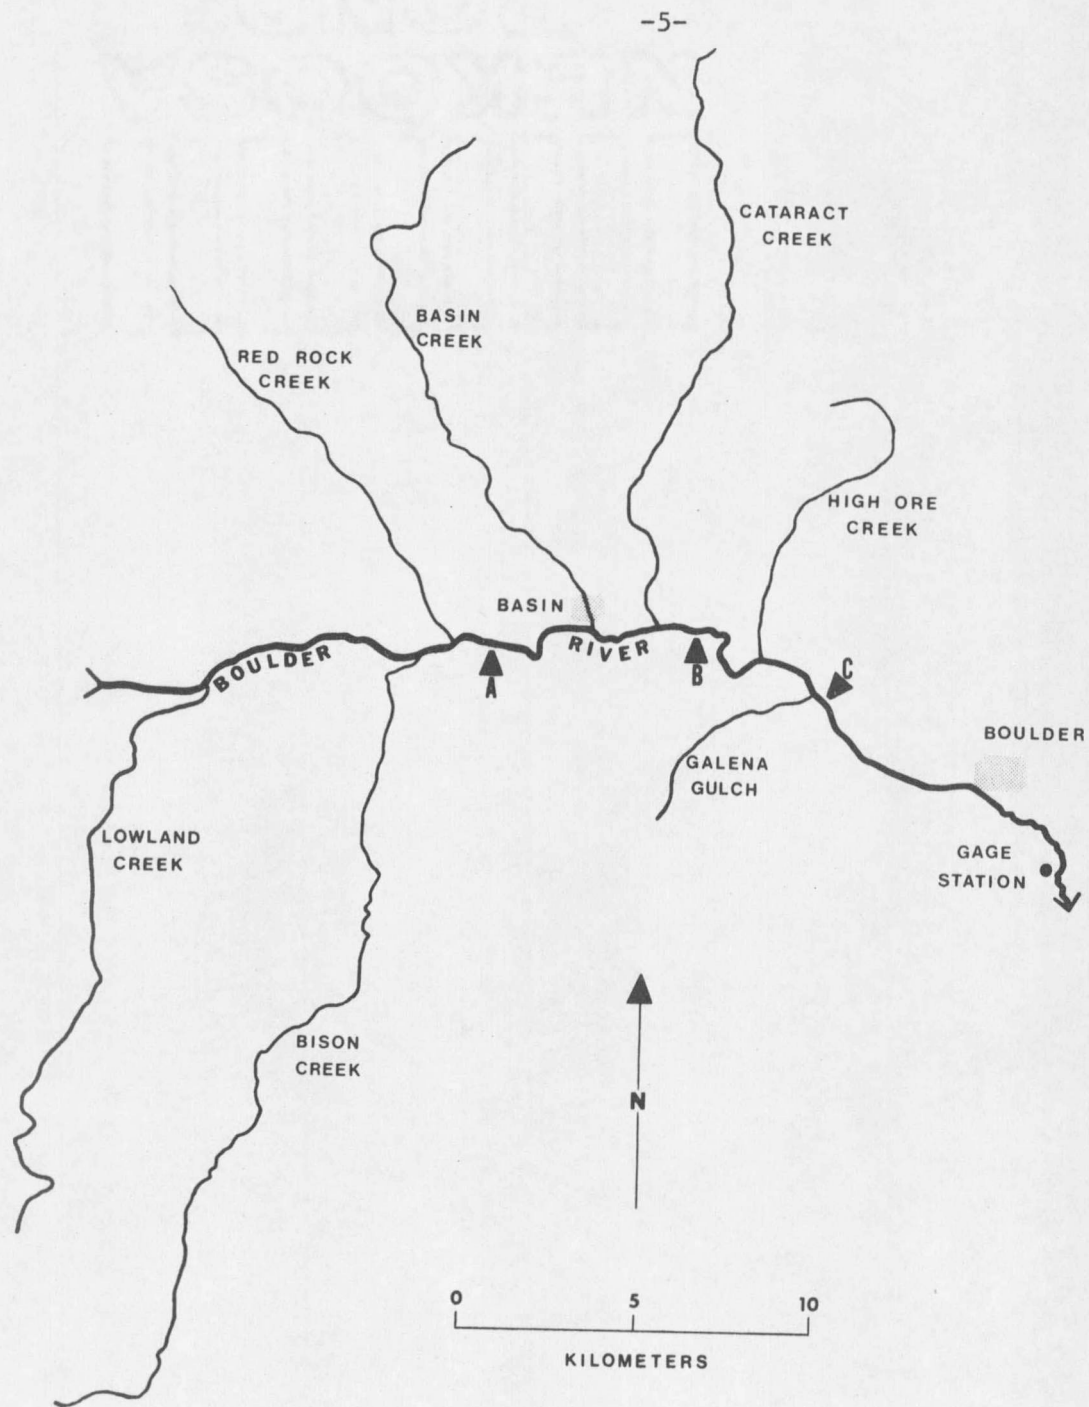 -5-
CATARACT
CREEK
BASIN
CREEK
RED ROCK
CREEK
HIGH ORE
CREEK
BASIN
BOULDER
RIVER
A
B
C
BOULDER
GALENA
GULCH
LOWLAND
CREEK
GAGE
STATION
BISON
CREEK
N
0 5 10
KILOMETERS